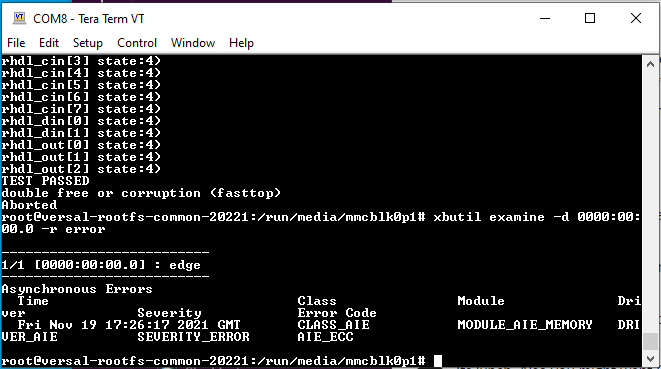 COM8 - Tera Term VT
File Edit Setup Control Window Help
rhdl_cin[3] state:4)
rhdl_cin[4] state:4)
rhdl_cin[5] state:4)
rhdl_cin[6] state:4)
rhdl_cin[7] state:4)
rhdl_din[0] state:4)
rhdl_din[1] state:4)
rhdl_out[0] state:4)
rhdl_out[1] state:4)
rhdl_out[2] state:4)
TEST PASSED
double free or corruption (fasttop)
Aborted
root@versal-rootfs-common-20221:/run/media/mmcblk0p1# xbutil examine -d 0000:00:
00.0 -r error
--------------------------
1/1 [0000:00:00.0] : edge
--------------------------
Asynchronous Errors
Time Class Module Dri
ver Severity Error Code
Fri Nov 19 17:26:17 2021 GMT CLASS_AIE MODULE_AIE_MEMORY DRI
VER_AIE SEVERITY_ERROR AIE_ECC
root@versal-rootfs-common-20221:/run/media/mmcblk0p1#